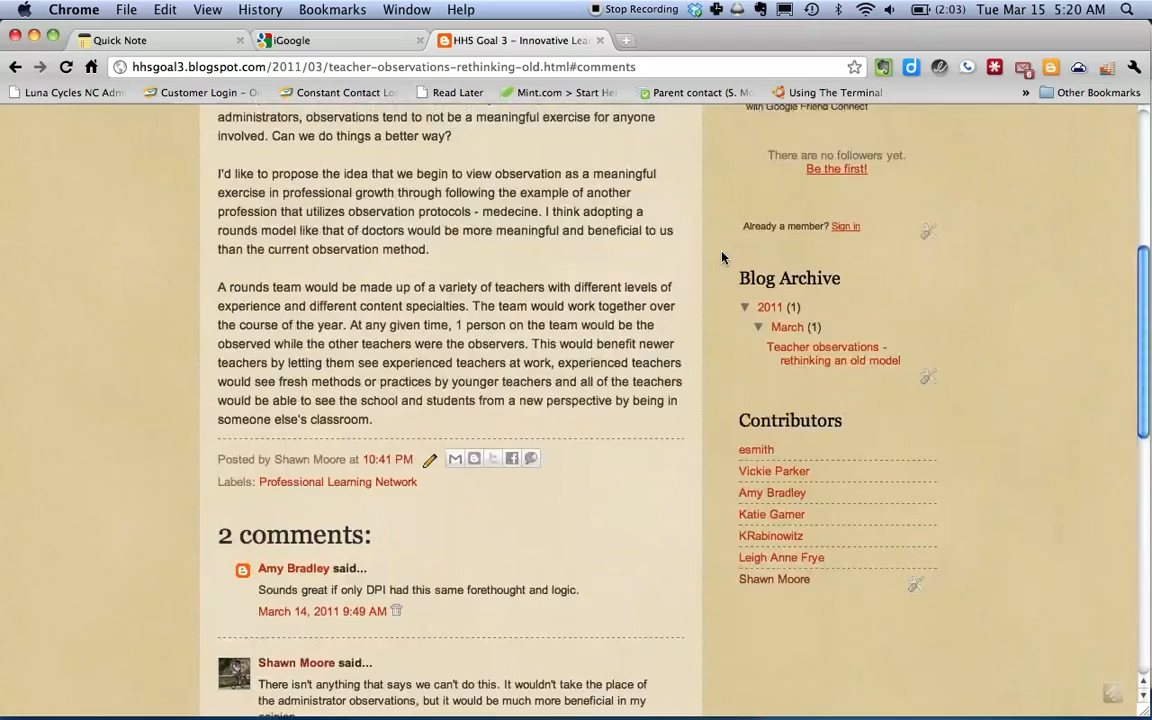 Chrome File Edit View History Bookmarks Window Help Stop Recording (2:03) Tue Mar 15 5:20 AM
Quick Note iGoogle HHS Goal 3 – Innovative Lea
hhsgoal3.blogspot.com/2011/03/teacher-observations-rethinking-old.html#comments
Luna Cycles NC Adm Customer Login – O Constant Contact Lo Read Later Mint.com > Start He Parent contact (S. Mo Using The Terminal » Other Bookmarks
administrators, observations tend to not be a meaningful exercise for anyone
involved. Can we do things a better way?
I'd like to propose the idea that we begin to view observation as a meaningful
exercise in professional growth through following the example of another
profession that utilizes observation protocols - medecine. I think adopting a
rounds model like that of doctors would be more meaningful and beneficial to us
than the current observation method.
A rounds team would be made up of a variety of teachers with different levels of
experience and different content specialties. The team would work together over
the course of the year. At any given time, 1 person on the team would be the
observed while the other teachers were the observers. This would benefit newer
teachers by letting them see experienced teachers at work, experienced teachers
would see fresh methods or practices by younger teachers and all of the teachers
would be able to see the school and students from a new perspective by being in
someone else's classroom.
Posted by Shawn Moore at 10:41 PM
Labels: Professional Learning Network
2 comments:
Amy Bradley said...
Sounds great if only DPI had this same forethought and logic.
March 14, 2011 9:49 AM
Shawn Moore said...
There isn't anything that says we can't do this. It wouldn't take the place of
the administrator observations, but it would be much more beneficial in my
opinion
with Google Friend Connect
There are no followers yet.
Be the first!
Already a member? Sign in
Blog Archive
▼ 2011 (1)
▼ March (1)
Teacher observations -
rethinking an old model
Contributors
esmith
Vickie Parker
Amy Bradley
Katie Garner
KRabinowitz
Leigh Anne Frye
Shawn Moore